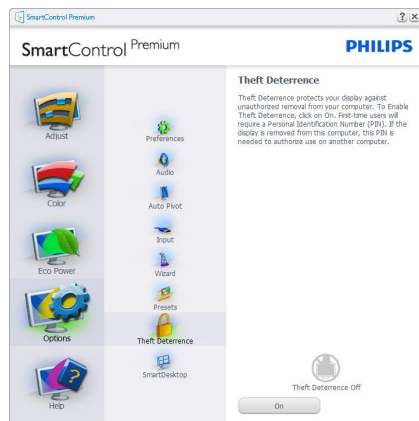 SmartControl Premium
SmartControl Premium
PHILIPS
Adjust
Color
Eco Power
Options
Help
Preferences
Audio
Auto Pivot
Input
Wizard
Presets
Theft Deterrence
SmartDesktop
Theft Deterrence
Theft Deterrence protects your display against
unauthorized removal from your computer. To Enable
Theft Deterrence, click on On. First-time users will
require a Personal Identification Number (PIN). If the
display is removed from this computer, this PIN is
needed to authorize use on another computer.
Theft Deterrence Off
On